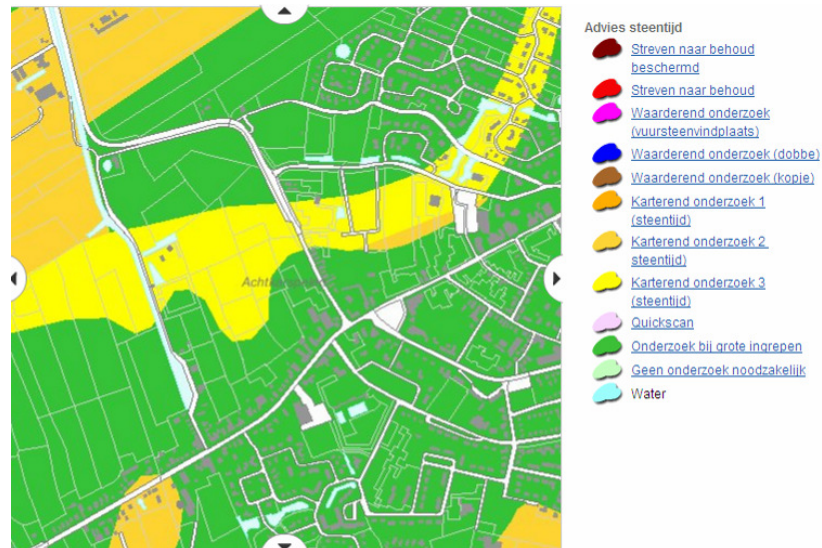 Advies steentijd
Streven naar behoud
beschermd
Streven naar behoud
Waarderend onderzoek
(vuursteenvindplaats)
Waarderend onderzoek (dobbe)
Waarderend onderzoek (kopje)
Karterend onderzoek 1
(steentijd)
Karterend onderzoek 2
steentijd)
Karterend onderzoek 3
(steentijd)
Quickscan
Onderzoek bij grote ingrepen
Geen onderzoek noodzakelijk
Water